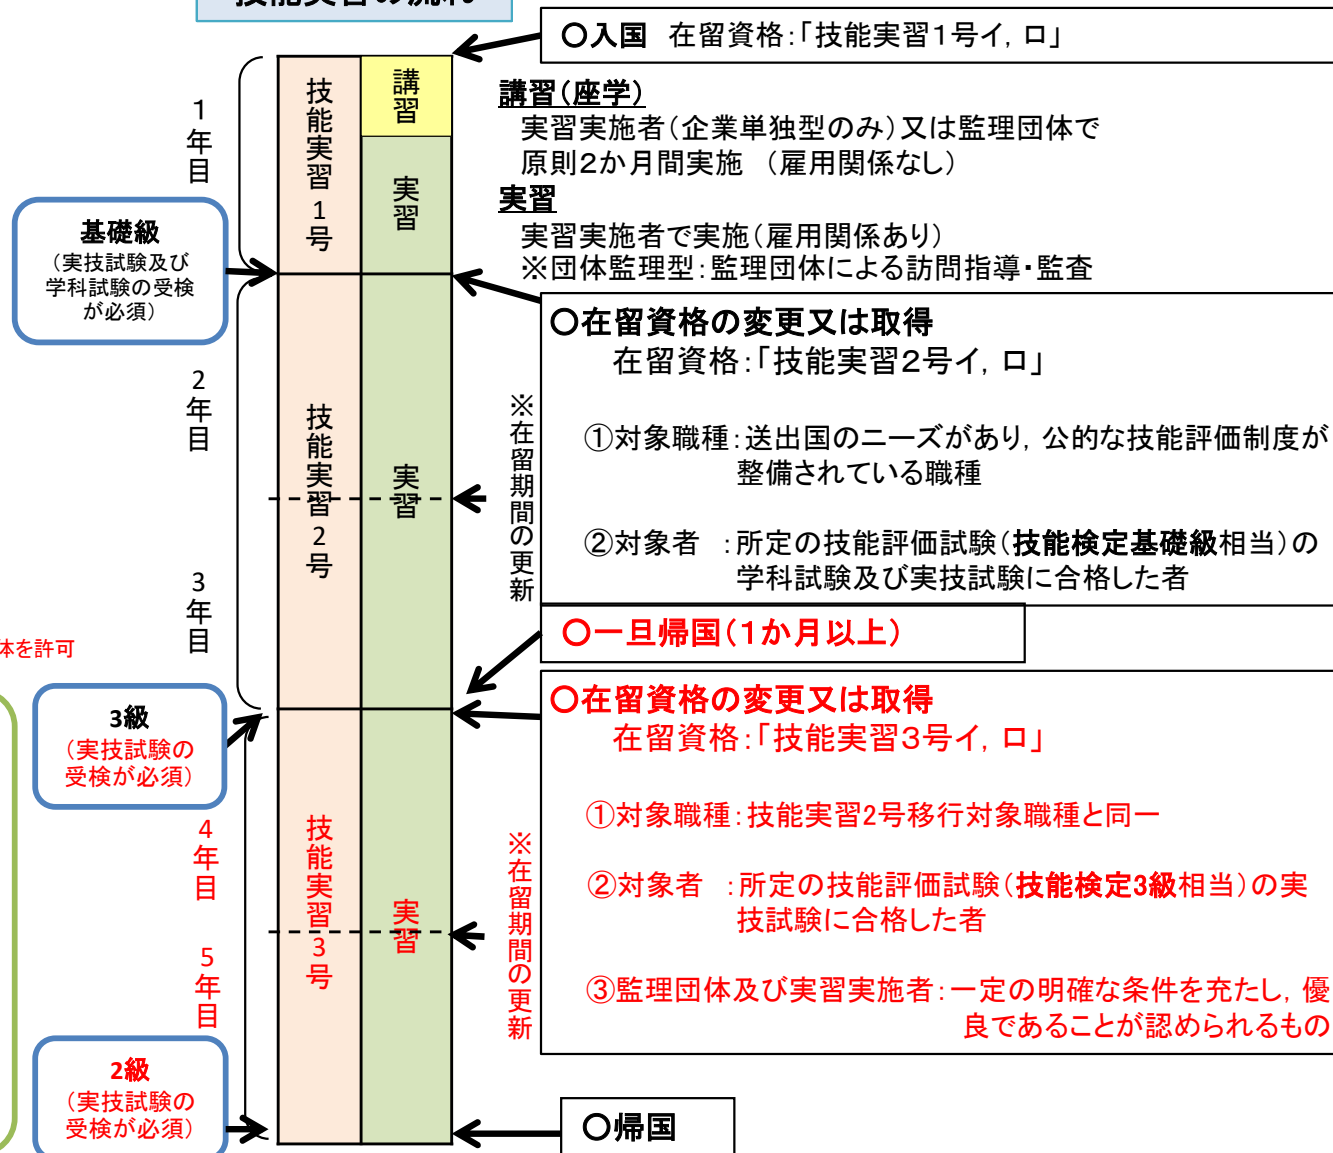 技能実習の流れ
○入国 在留資格:「技能実習1号イ, ロ」
1年目
技能実習1号
講習
実習
講習(座学)
実習実施者(企業単独型のみ)又は監理団体で
原則2か月間実施 (雇用関係なし)
実習
実習実施者で実施(雇用関係あり)
※団体監理型:監理団体による訪問指導・監査
基礎級
(実技試験及び
学科試験の受検
が必須)
○在留資格の変更又は取得
在留資格:「技能実習2号イ, ロ」
①対象職種:送出国のニーズがあり, 公的な技能評価制度が
整備されている職種
②対象者 :所定の技能評価試験(技能検定基礎級相当)の
学科試験及び実技試験に合格した者
2年目
3年目
技能実習2号
実習
※在留期間の更新
○一旦帰国(1か月以上)
体を許可
3級
(実技試験の
受検が必須)
○在留資格の変更又は取得
在留資格:「技能実習3号イ, ロ」
①対象職種:技能実習2号移行対象職種と同一
②対象者 :所定の技能評価試験(技能検定3級相当)の実
技試験に合格した者
③監理団体及び実習実施者:一定の明確な条件を充たし, 優
良であることが認められるもの
4年目
5年目
技能実習3号
実習
※在留期間の更新
2級
(実技試験の
受検が必須)
○帰国